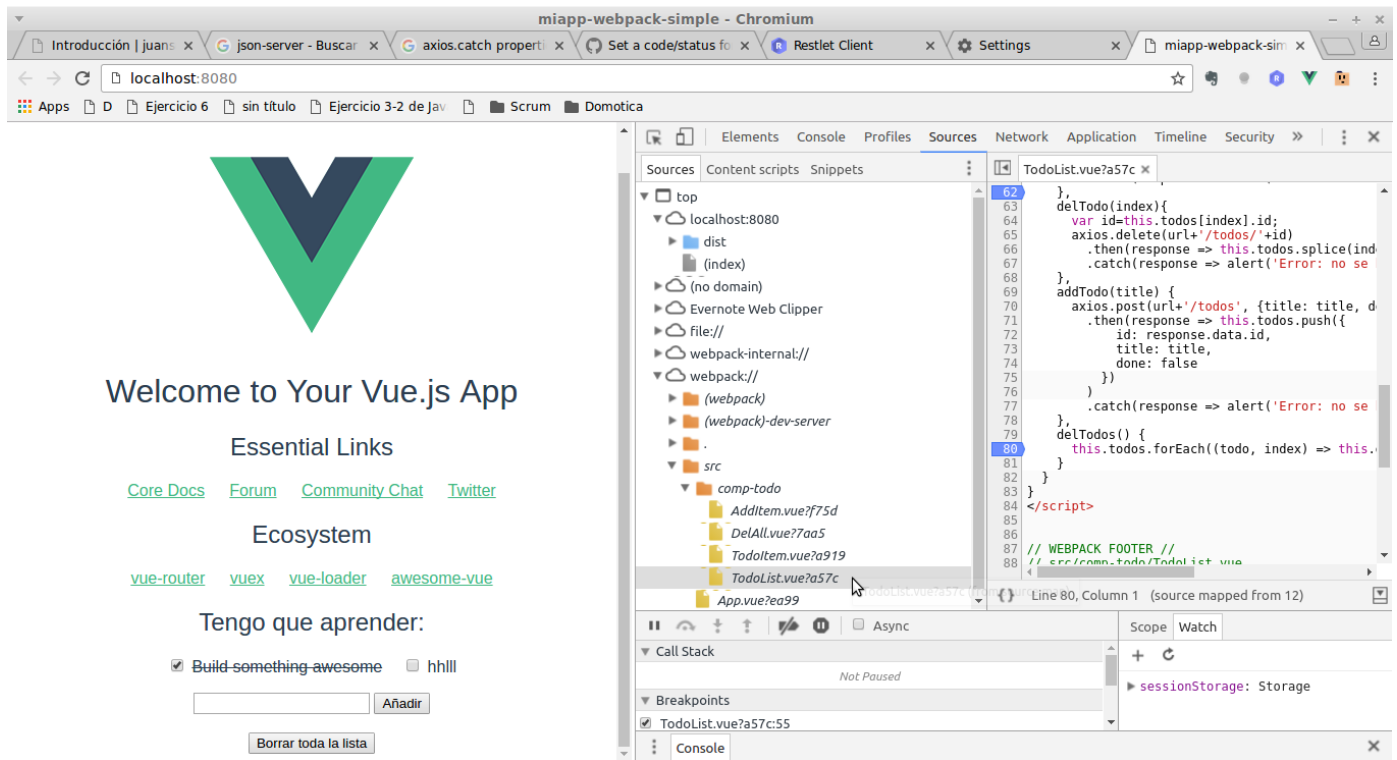 miapp-webpack-simple - Chromium
Introducción | juans
json-server - Buscar
axios.catch properti
Set a code/status fo
Restlet Client
Settings
miapp-webpack-sim
localhost:8080
Apps D Ejercicio 6 sin título Ejercicio 3-2 de Jav Scrum Domotica
Welcome to Your Vue.js App
Essential Links
Core Docs Forum Community Chat Twitter
Ecosystem
vue-router vuex vue-loader awesome-vue
Tengo que aprender:
Build something awesome hhlll
Añadir
Borrar toda la lista
Elements Console Profiles Sources Network Application Timeline Security »
Sources Content scripts Snippets
top
localhost:8080
dist
(index)
(no domain)
Evernote Web Clipper
file://
webpack-internal://
webpack://
(webpack)
(webpack)-dev-server
.
src
comp-todo
AddItem.vue?f75d
DelAll.vue?7aa5
TodoItem.vue?a919
TodoList.vue?a57c
App.vue?ea99
TodoList.vue?a57c
62 },
63 delTodo(index){
64 var id=this.todos[index].id;
65 axios.delete(url+'/todos/'+id)
66 .then(response => this.todos.splice(ind
67 .catch(response => alert('Error: no se
68 },
69 addTodo(title) {
70 axios.post(url+'/todos', {title: title, d
71 .then(response => this.todos.push({
72 id: response.data.id,
73 title: title,
74 done: false
75 })
76 )
77 .catch(response => alert('Error: no se
78 },
79 delTodos() {
80 this.todos.forEach((todo, index) => this.
81 }
82 }
83 }
84 </script>
85
86
87 // WEBPACK FOOTER //
88 // src/comp-todo/TodoList.vue
{ } Line 80, Column 1 (source mapped from 12)
Async
Call Stack
Not Paused
Breakpoints
TodoList.vue?a57c:55
Scope Watch
sessionStorage: Storage
Console